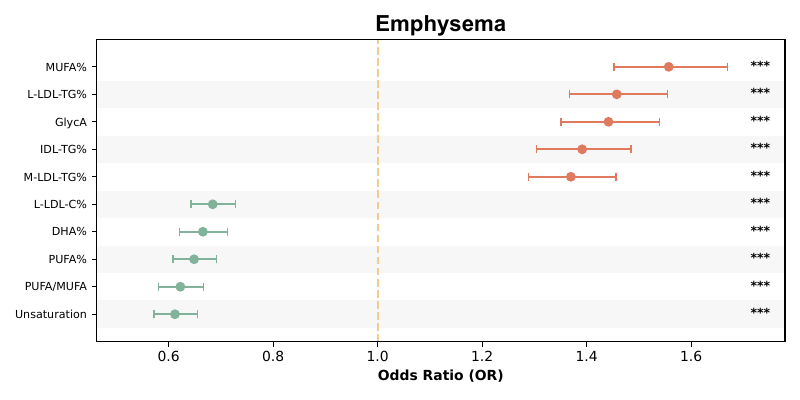 Emphysema
MUFA% ***
L-LDL-TG% ***
GlycA ***
IDL-TG% ***
M-LDL-TG% ***
L-LDL-C% ***
DHA% ***
PUFA% ***
PUFA/MUFA ***
Unsaturation ***
0.6 0.8 1.0 1.2 1.4 1.6
Odds Ratio (OR)